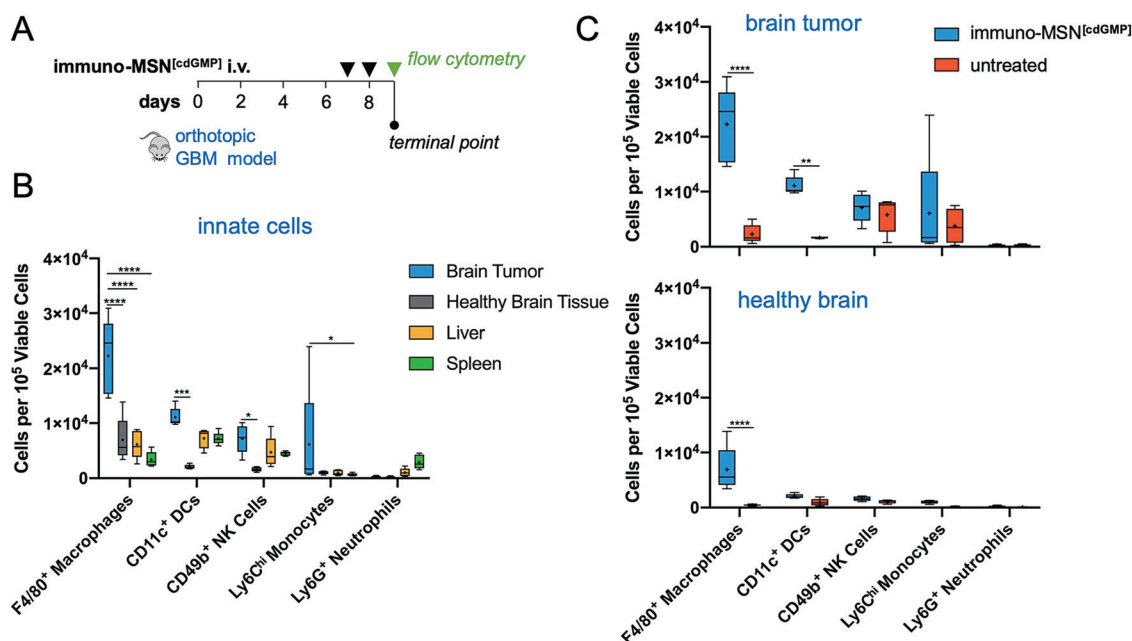 A
immuno-MSN[cdGMP] i.v.
flow cytometry
days 0 2 4 6 8
orthotopic
GBM model
terminal point
B
innate cells
Cells per 10⁵ Viable Cells
4×10⁴
3×10⁴
2×10⁴
1×10⁴
0
****
****
****
***
*
*
Brain Tumor
Healthy Brain Tissue
Liver
Spleen
F4/80⁺ Macrophages
CD11c⁺ DCs
CD49b⁺ NK Cells
Ly6Cʰⁱ Monocytes
Ly6G⁺ Neutrophils
C
brain tumor
immuno-MSN[cdGMP]
untreated
Cells per 10⁵ Viable Cells
4×10⁴
3×10⁴
2×10⁴
1×10⁴
0
****
**
healthy brain
Cells per 10⁵ Viable Cells
4×10⁴
3×10⁴
2×10⁴
1×10⁴
0
****
F4/80⁺ Macrophages
CD11c⁺ DCs
CD49b⁺ NK Cells
Ly6Cʰⁱ Monocytes
Ly6G⁺ Neutrophils